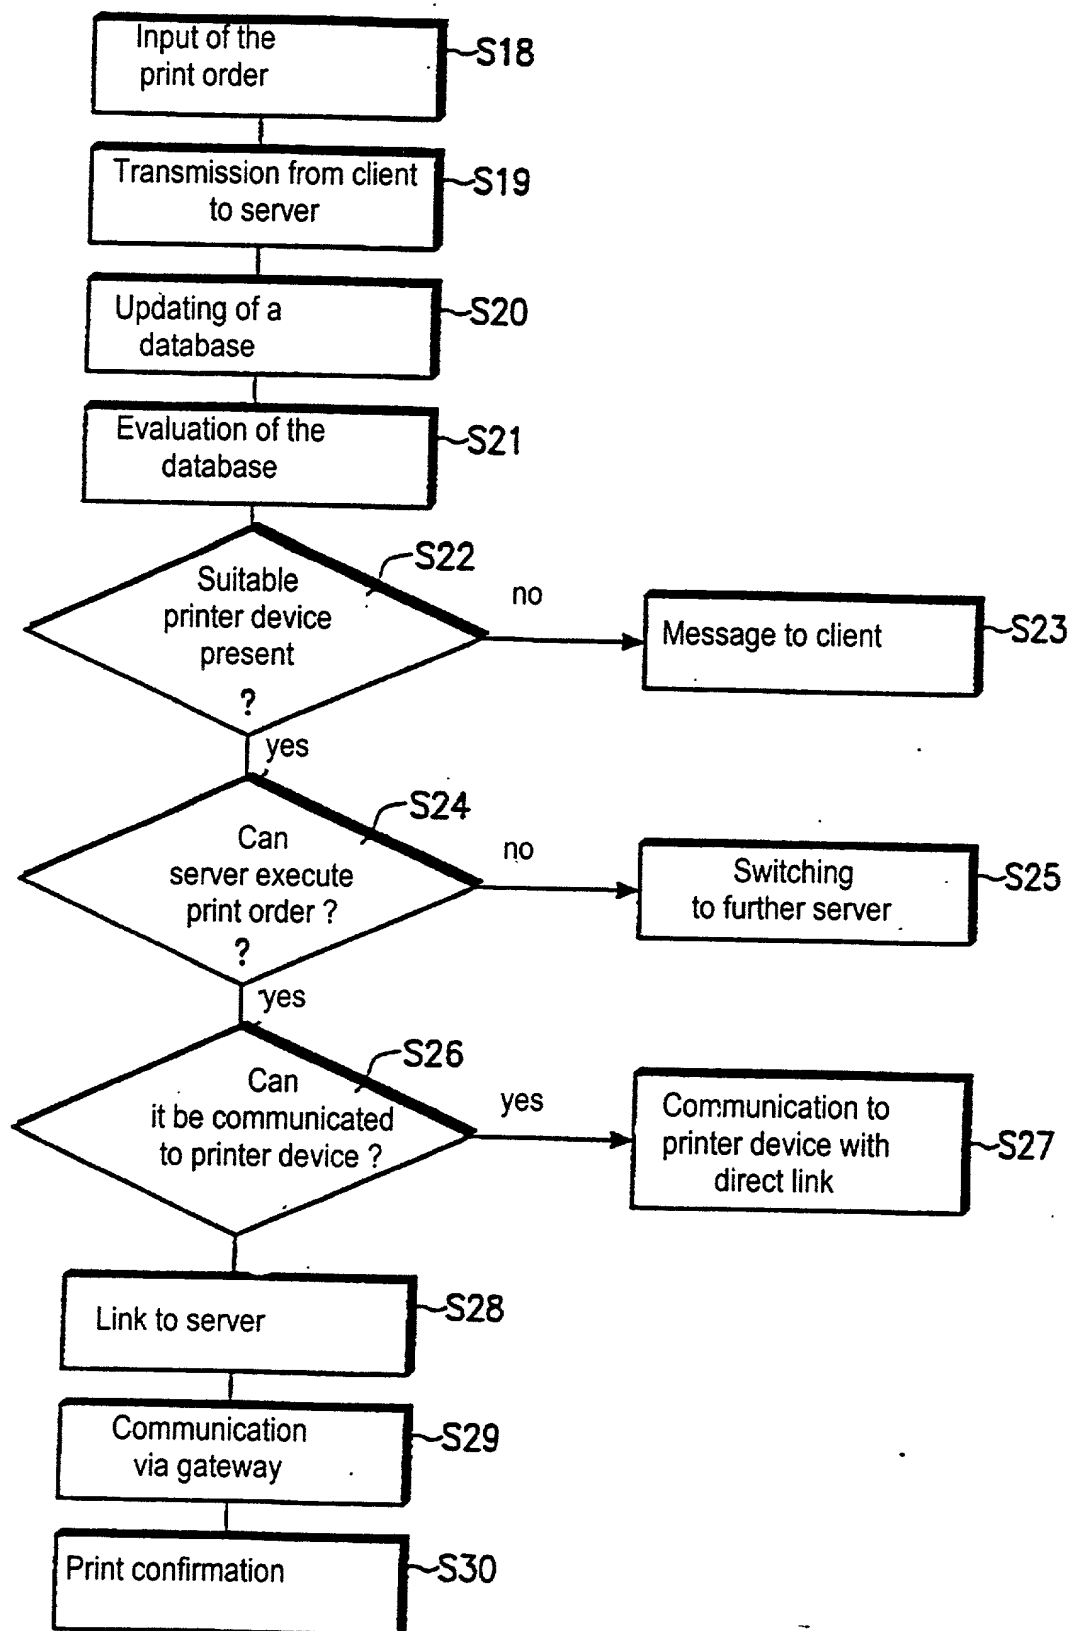 Input of the
print order
S18
Transmission from client
to server
S19
Updating of a
database
S20
Evaluation of the
database
S21
S22
Suitable
printer device
present
?
no
Message to client
S23
yes
S24
Can
server execute
print order ?
?
no
Switching
to further server
S25
yes
S26
Can
it be communicated
to printer device ?
yes
Communication to
printer device with
direct link
S27
Link to server
S28
Communication
via gateway
S29
Print confirmation
S30